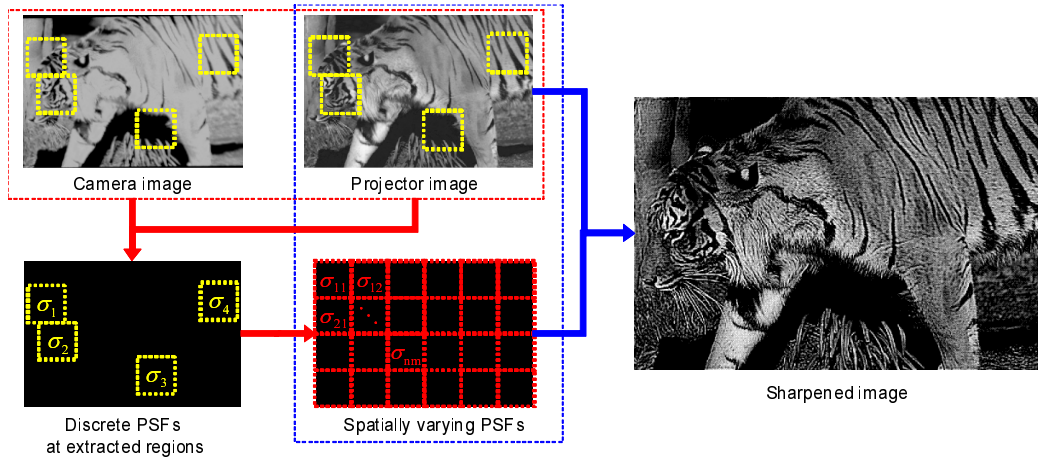 Camera image
Projector image
σ1
σ2
σ3
σ4
Discrete PSFs
at extracted regions
σ11 σ12
σ21 ⋱
σnm
Spatially varying PSFs
Sharpened image